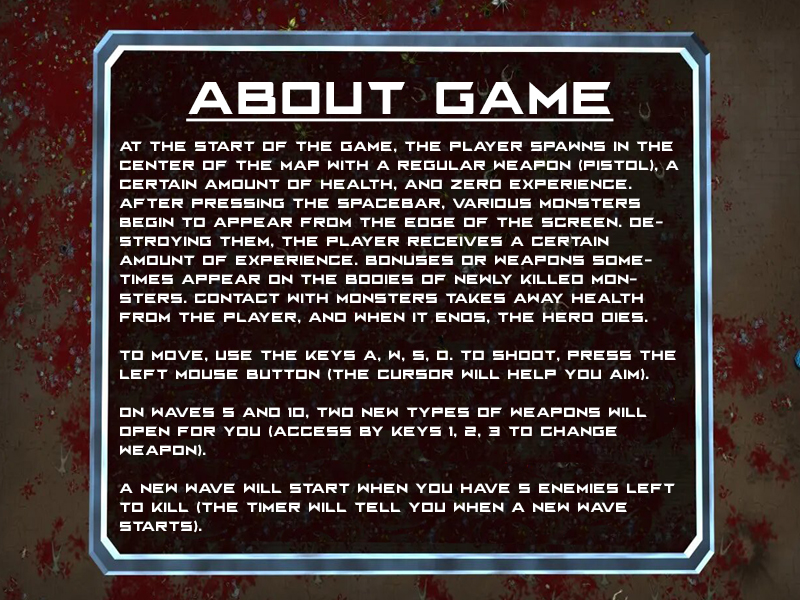 ABOUT GAME
AT THE START OF THE GAME, THE PLAYER SPAWNS IN THE
CENTER OF THE MAP WITH A REGULAR WEAPON (PISTOL), A
CERTAIN AMOUNT OF HEALTH, AND ZERO EXPERIENCE.
AFTER PRESSING THE SPACEBAR, VARIOUS MONSTERS
BEGIN TO APPEAR FROM THE EDGE OF THE SCREEN. DE-
STROYING THEM, THE PLAYER RECEIVES A CERTAIN
AMOUNT OF EXPERIENCE. BONUSES OR WEAPONS SOME-
TIMES APPEAR ON THE BODIES OF NEWLY KILLED MON-
STERS. CONTACT WITH MONSTERS TAKES AWAY HEALTH
FROM THE PLAYER, AND WHEN IT ENDS, THE HERO DIES.
TO MOVE, USE THE KEYS A, W, S, D. TO SHOOT, PRESS THE
LEFT MOUSE BUTTON (THE CURSOR WILL HELP YOU AIM).
ON WAVES 5 AND 10, TWO NEW TYPES OF WEAPONS WILL
OPEN FOR YOU (ACCESS BY KEYS 1, 2, 3 TO CHANGE
WEAPON).
A NEW WAVE WILL START WHEN YOU HAVE 5 ENEMIES LEFT
TO KILL (THE TIMER WILL TELL YOU WHEN A NEW WAVE
STARTS).